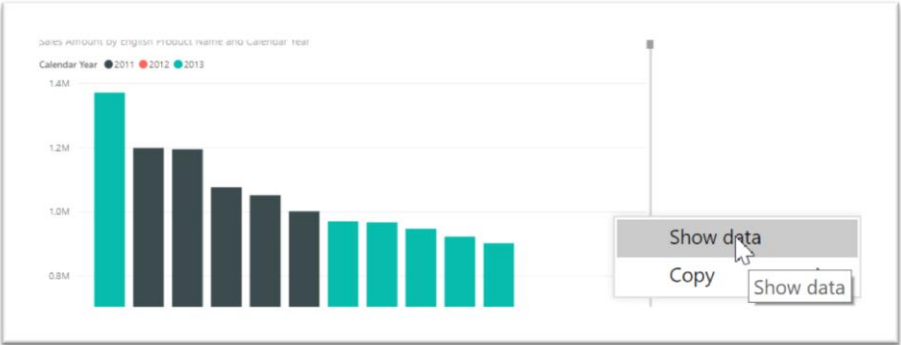 Sales Amount by English Product Name and Calendar Year
Calendar Year 2011 2012 2013
1.4M
1.2M
1.0M
0.8M
Show data
Copy
Show data